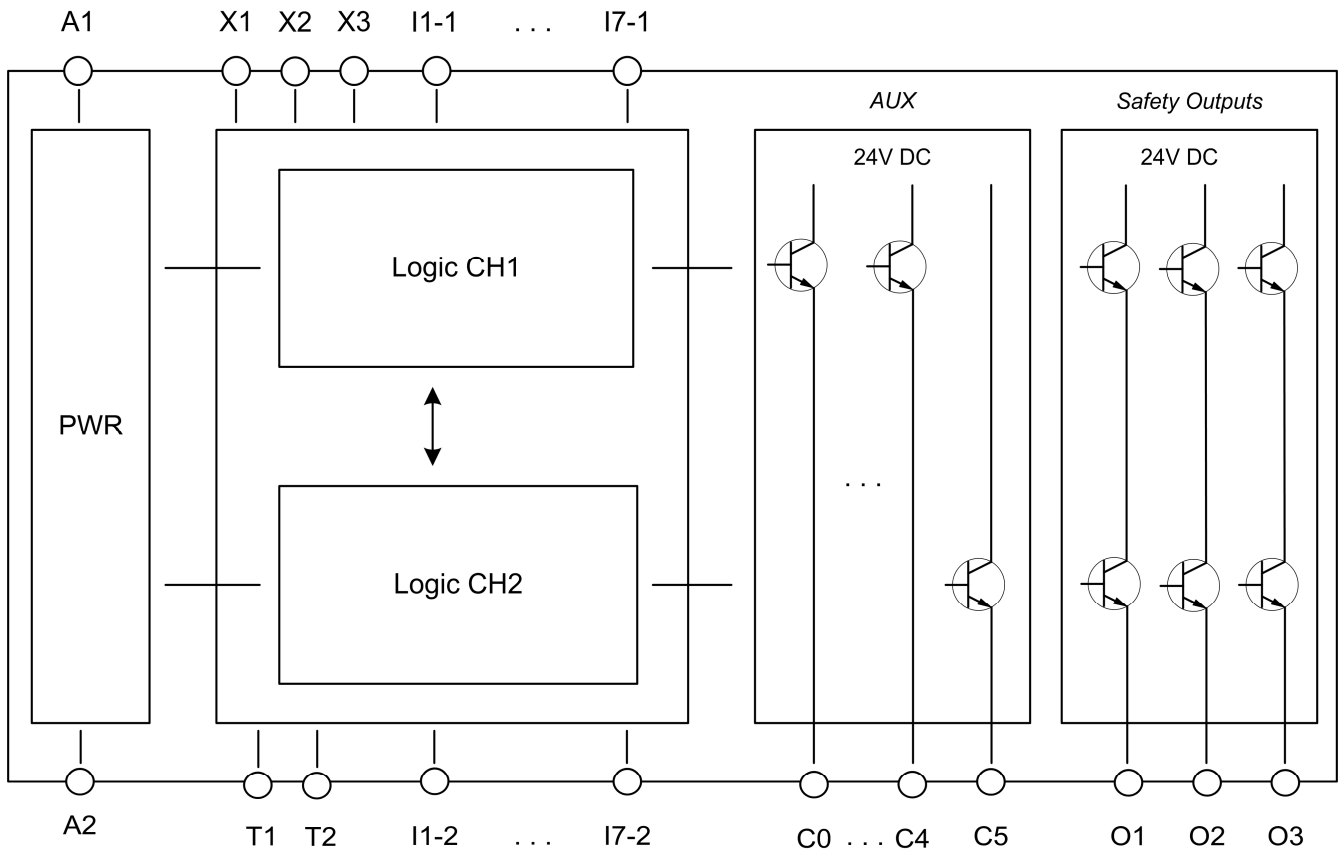 A1 X1 X2 X3 I1-1 . . . I7-1
AUX Safety Outputs
24V DC 24V DC
Logic CH1
PWR
. . .
Logic CH2
A2 T1 T2 I1-2 . . . I7-2 C0 . . . C4 C5 O1 O2 O3